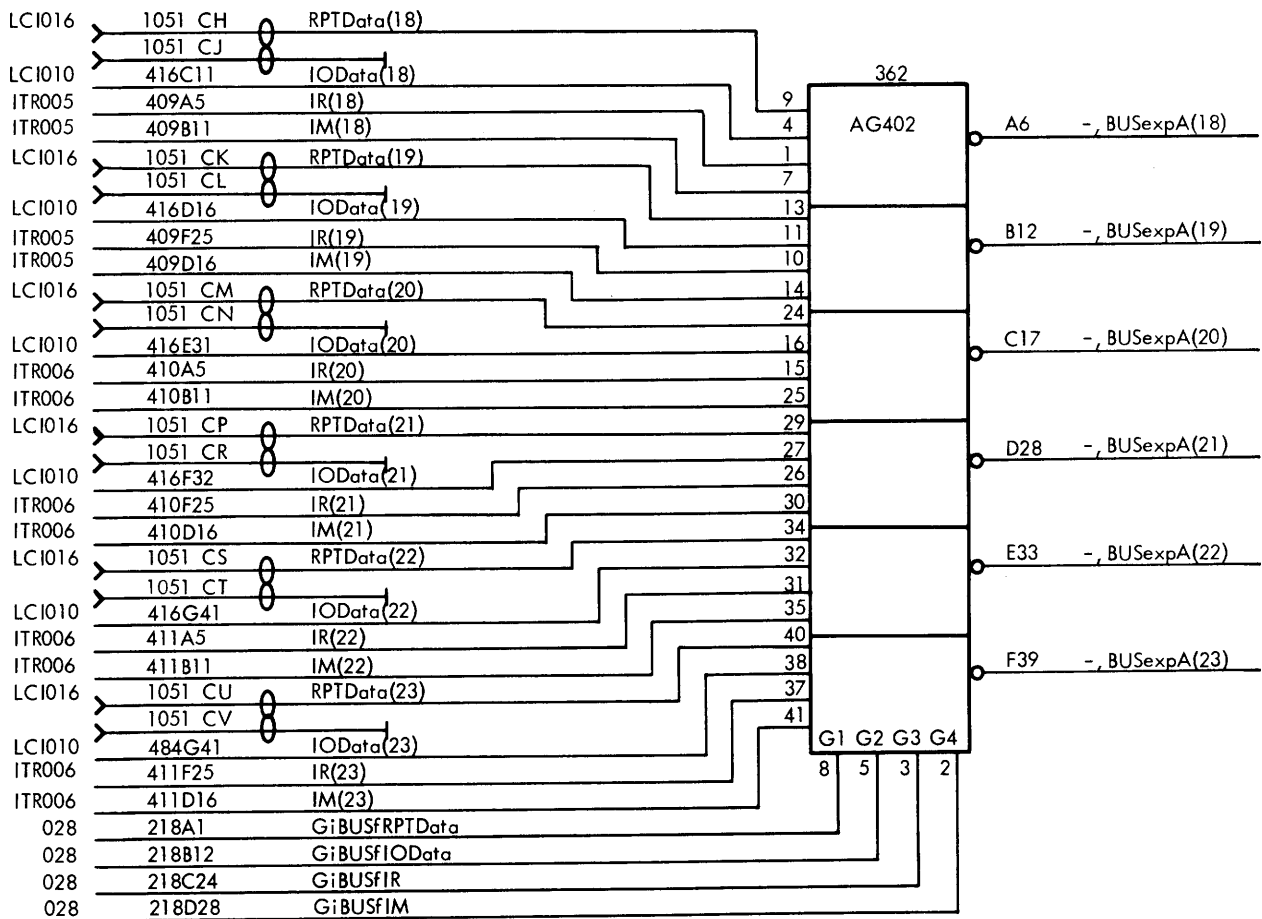 LCI016 1051 CH RPTData(18)
1051 CJ
LCI010 416C11 IOData(18)
ITR005 409A5 IR(18)
ITR005 409B11 IM(18)
LCI016 1051 CK RPTData(19)
1051 CL
LCI010 416D16 IOData(19)
ITR005 409F25 IR(19)
ITR005 409D16 IM(19)
LCI016 1051 CM RPTData(20)
1051 CN
LCI010 416E31 IOData(20)
ITR006 410A5 IR(20)
ITR006 410B11 IM(20)
LCI016 1051 CP RPTData(21)
1051 CR
LCI010 416F32 IOData(21)
ITR006 410F25 IR(21)
ITR006 410D16 IM(21)
LCI016 1051 CS RPTData(22)
1051 CT
LCI010 416G41 IOData(22)
ITR006 411A5 IR(22)
ITR006 411B11 IM(22)
LCI016 1051 CU RPTData(23)
1051 CV
LCI010 484G41 IOData(23)
ITR006 411F25 IR(23)
ITR006 411D16 IM(23)
028 218A1 GiBUSfRPTData
028 218B12 GiBUSfIOData
028 218C24 GiBUSfIR
028 218D28 GiBUSfIM
362
AG402
9
4
1
7
13
11
10
14
24
16
15
25
29
27
26
30
34
32
31
35
40
38
37
41
G1 G2 G3 G4
8 5 3 2
A6 -, BUSexpA(18)
B12 -, BUSexpA(19)
C17 -, BUSexpA(20)
D28 -, BUSexpA(21)
E33 -, BUSexpA(22)
F39 -, BUSexpA(23)